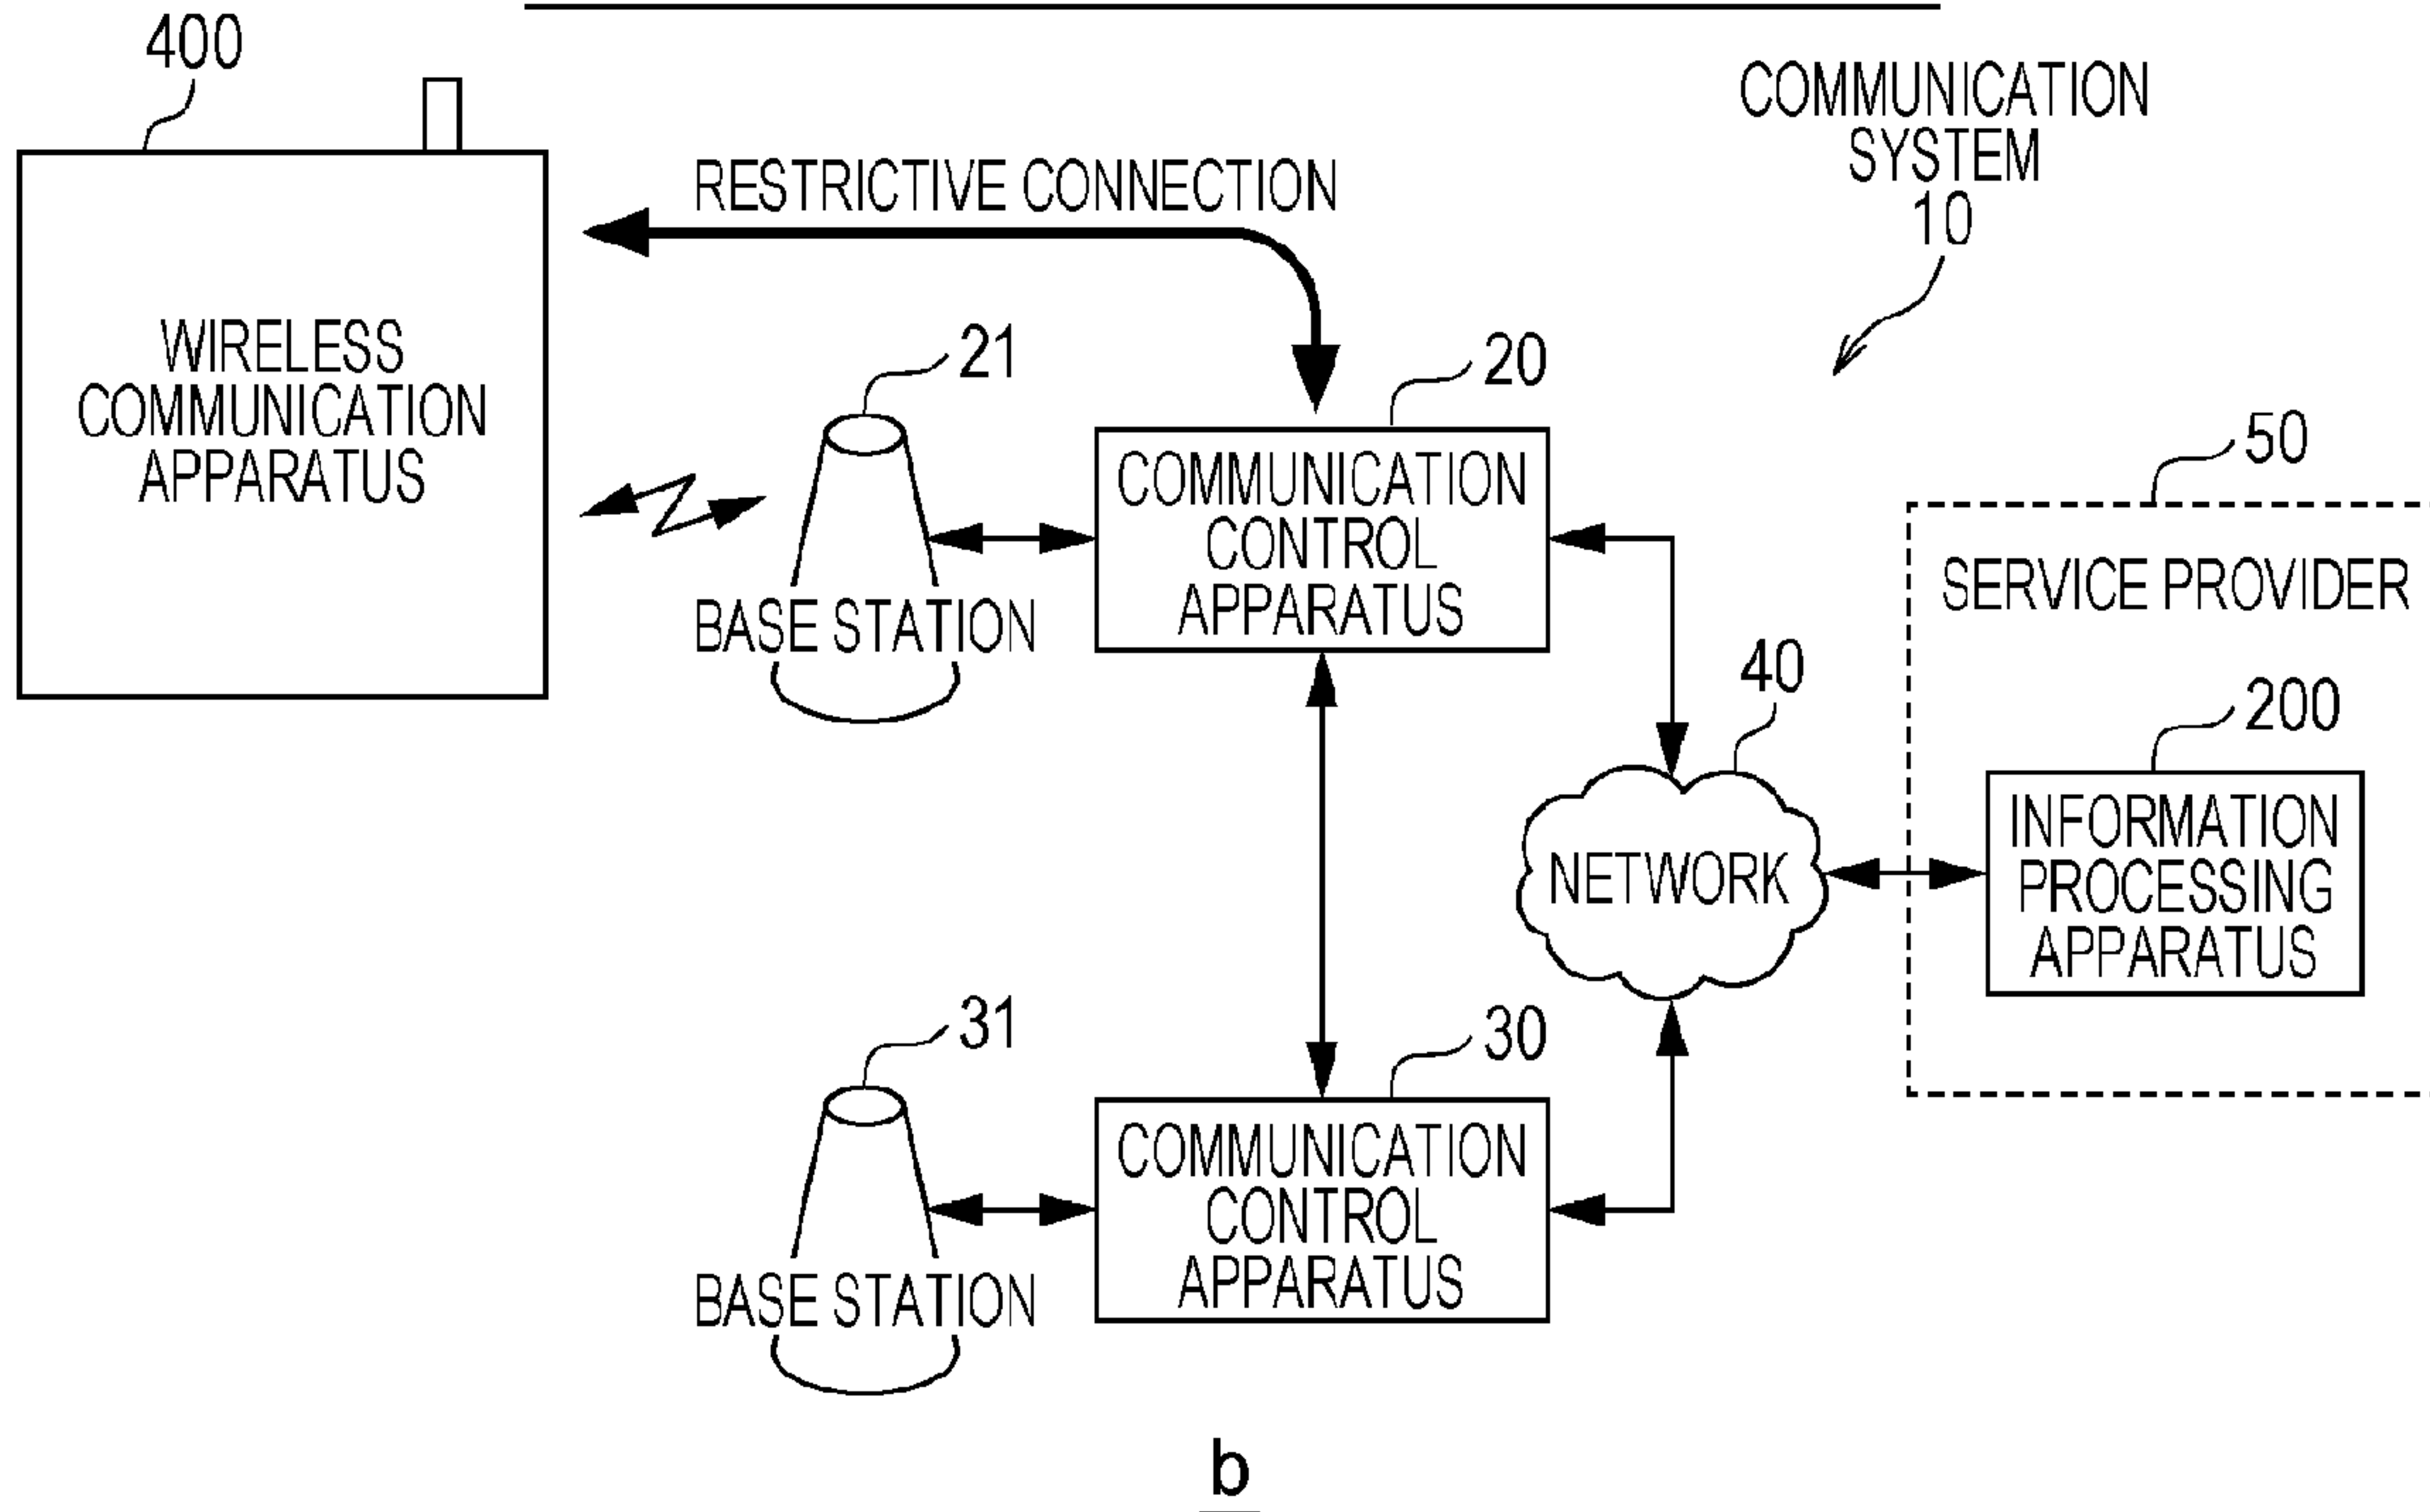 400
COMMUNICATION
SYSTEM
10
RESTRICTIVE CONNECTION
WIRELESS
COMMUNICATION
APPARATUS
21
20
COMMUNICATION
CONTROL
APPARATUS
BASE STATION
50
SERVICE PROVIDER
40
200
NETWORK
INFORMATION
PROCESSING
APPARATUS
31
30
COMMUNICATION
CONTROL
APPARATUS
BASE STATION
b